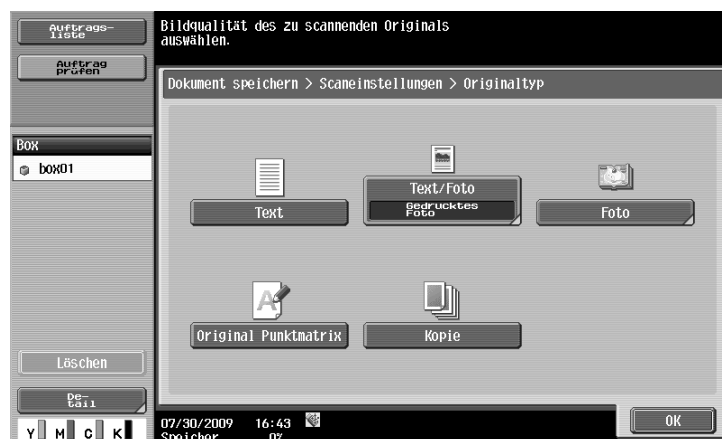 Auftrags-
liste
Auftrag
prüfen
Bildqualität des zu scannenden Originals
auswählen.
Dokument speichern > Scaneinstellungen > Originaltyp
Box
box01
Text
Text/Foto
Gedrucktes
Foto
Foto
Original Punktmatrix
Kopie
Löschen
De-
tail
Y M C K
07/30/2009 16:43
Speicher 0%
OK